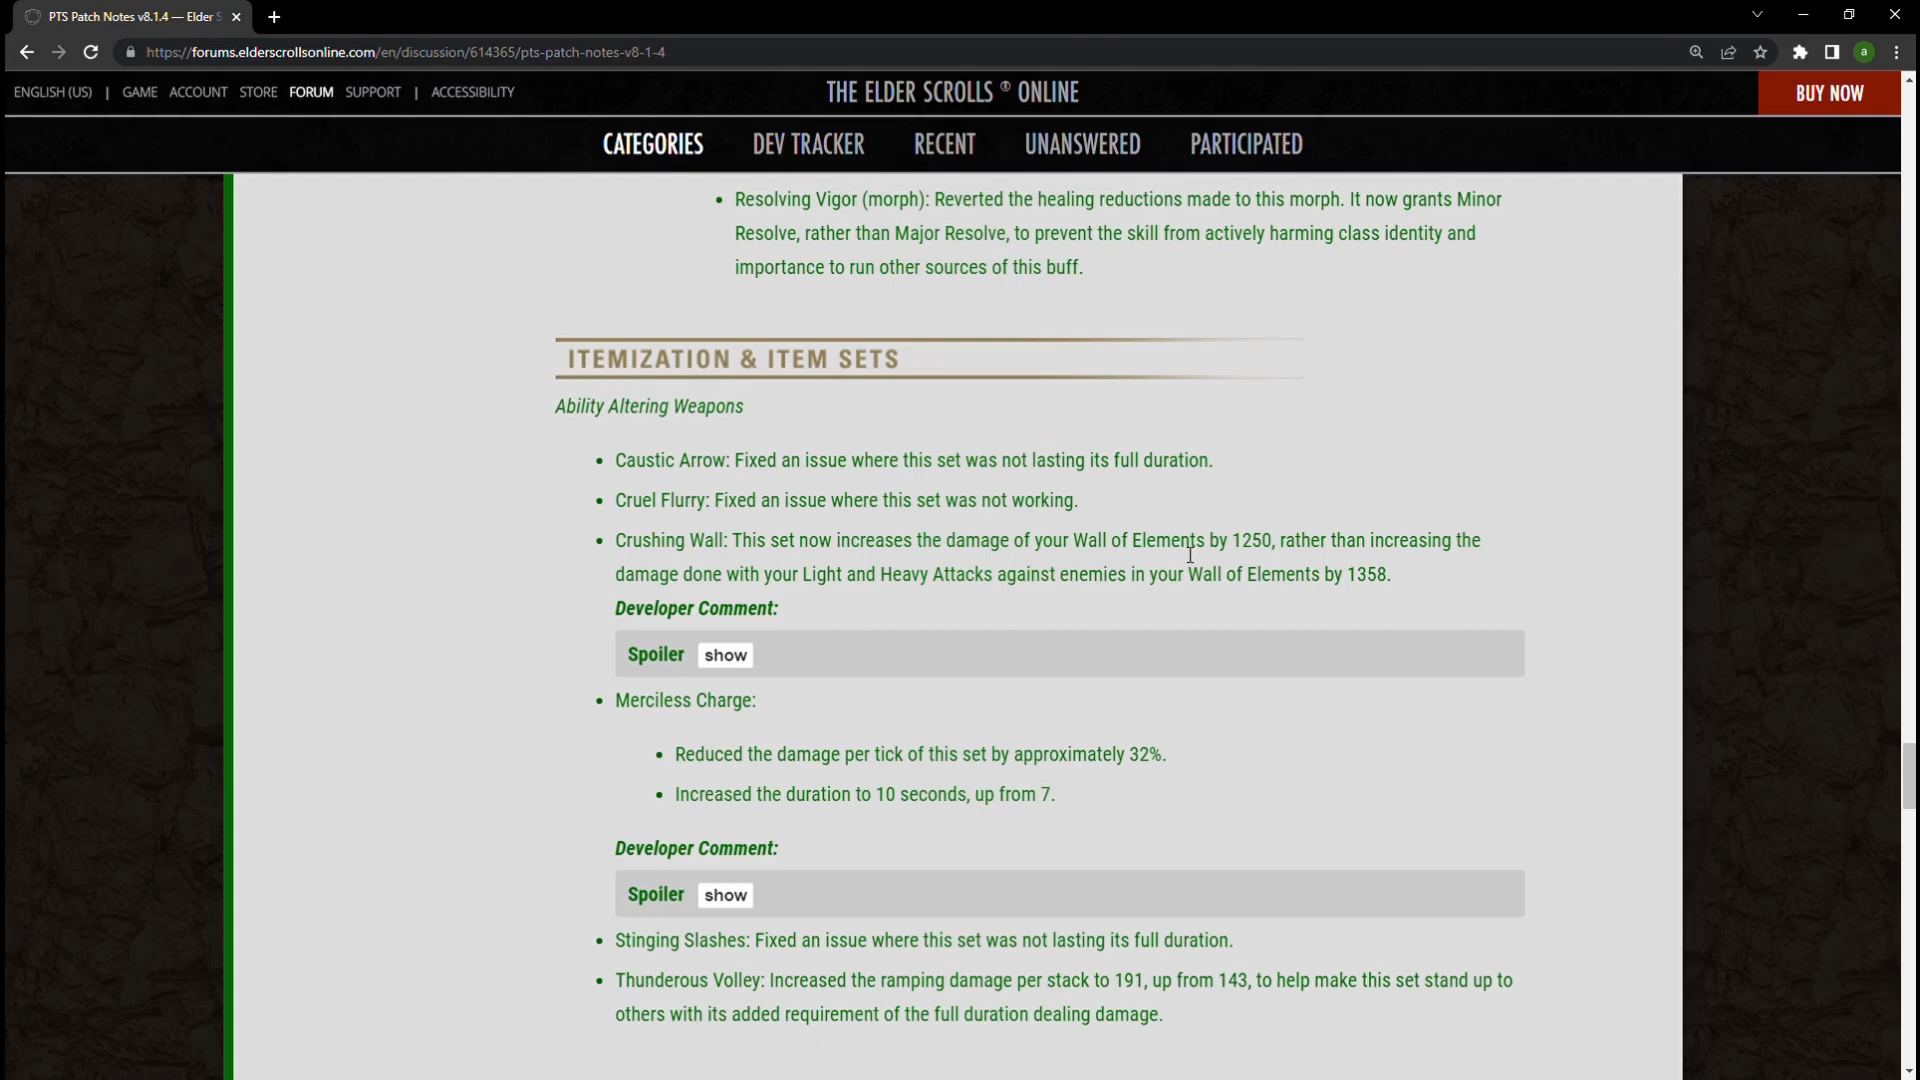 PTS Patch Notes v8.1.4 — Elder S
https://forums.elderscrollsonline.com/en/discussion/614365/pts-patch-notes-v8-1-4
a
ENGLISH (US) | GAME ACCOUNT STORE FORUM SUPPORT | ACCESSIBILITY
THE ELDER SCROLLS ® ONLINE
BUY NOW
CATEGORIES DEV TRACKER RECENT UNANSWERED PARTICIPATED
• Resolving Vigor (morph): Reverted the healing reductions made to this morph. It now grants Minor
Resolve, rather than Major Resolve, to prevent the skill from actively harming class identity and
importance to run other sources of this buff.
ITEMIZATION & ITEM SETS
Ability Altering Weapons
• Caustic Arrow: Fixed an issue where this set was not lasting its full duration.
• Cruel Flurry: Fixed an issue where this set was not working.
• Crushing Wall: This set now increases the damage of your Wall of Elements by 1250, rather than increasing the
damage done with your Light and Heavy Attacks against enemies in your Wall of Elements by 1358.
Developer Comment:
Spoiler show
• Merciless Charge:
• Reduced the damage per tick of this set by approximately 32%.
• Increased the duration to 10 seconds, up from 7.
Developer Comment:
Spoiler show
• Stinging Slashes: Fixed an issue where this set was not lasting its full duration.
• Thunderous Volley: Increased the ramping damage per stack to 191, up from 143, to help make this set stand up to
others with its added requirement of the full duration dealing damage.